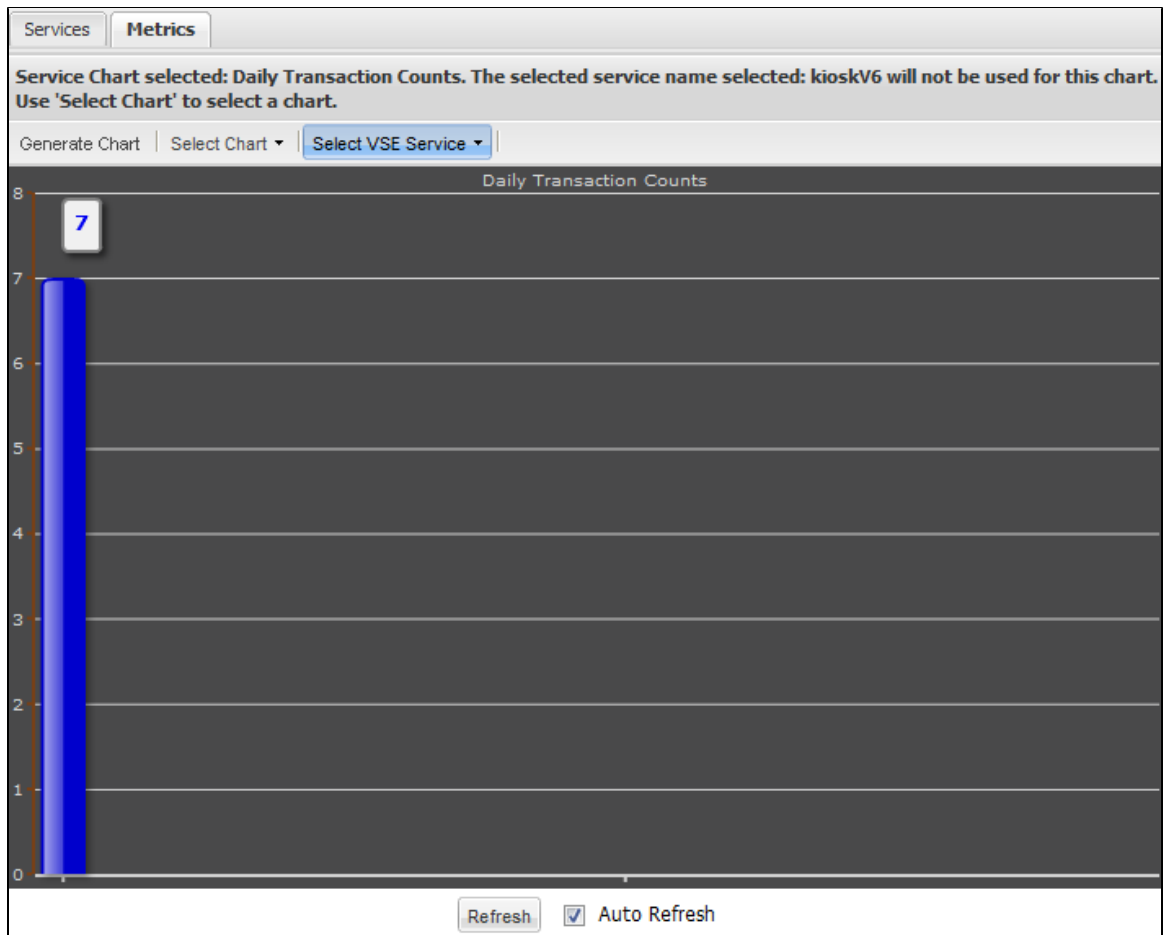 Services Metrics
Service Chart selected: Daily Transaction Counts. The selected service name selected: kioskV6 will not be used for this chart.
Use 'Select Chart' to select a chart.
Generate Chart Select Chart Select VSE Service
Daily Transaction Counts
8
7
7
6
5
4
3
2
1
0
Refresh Auto Refresh